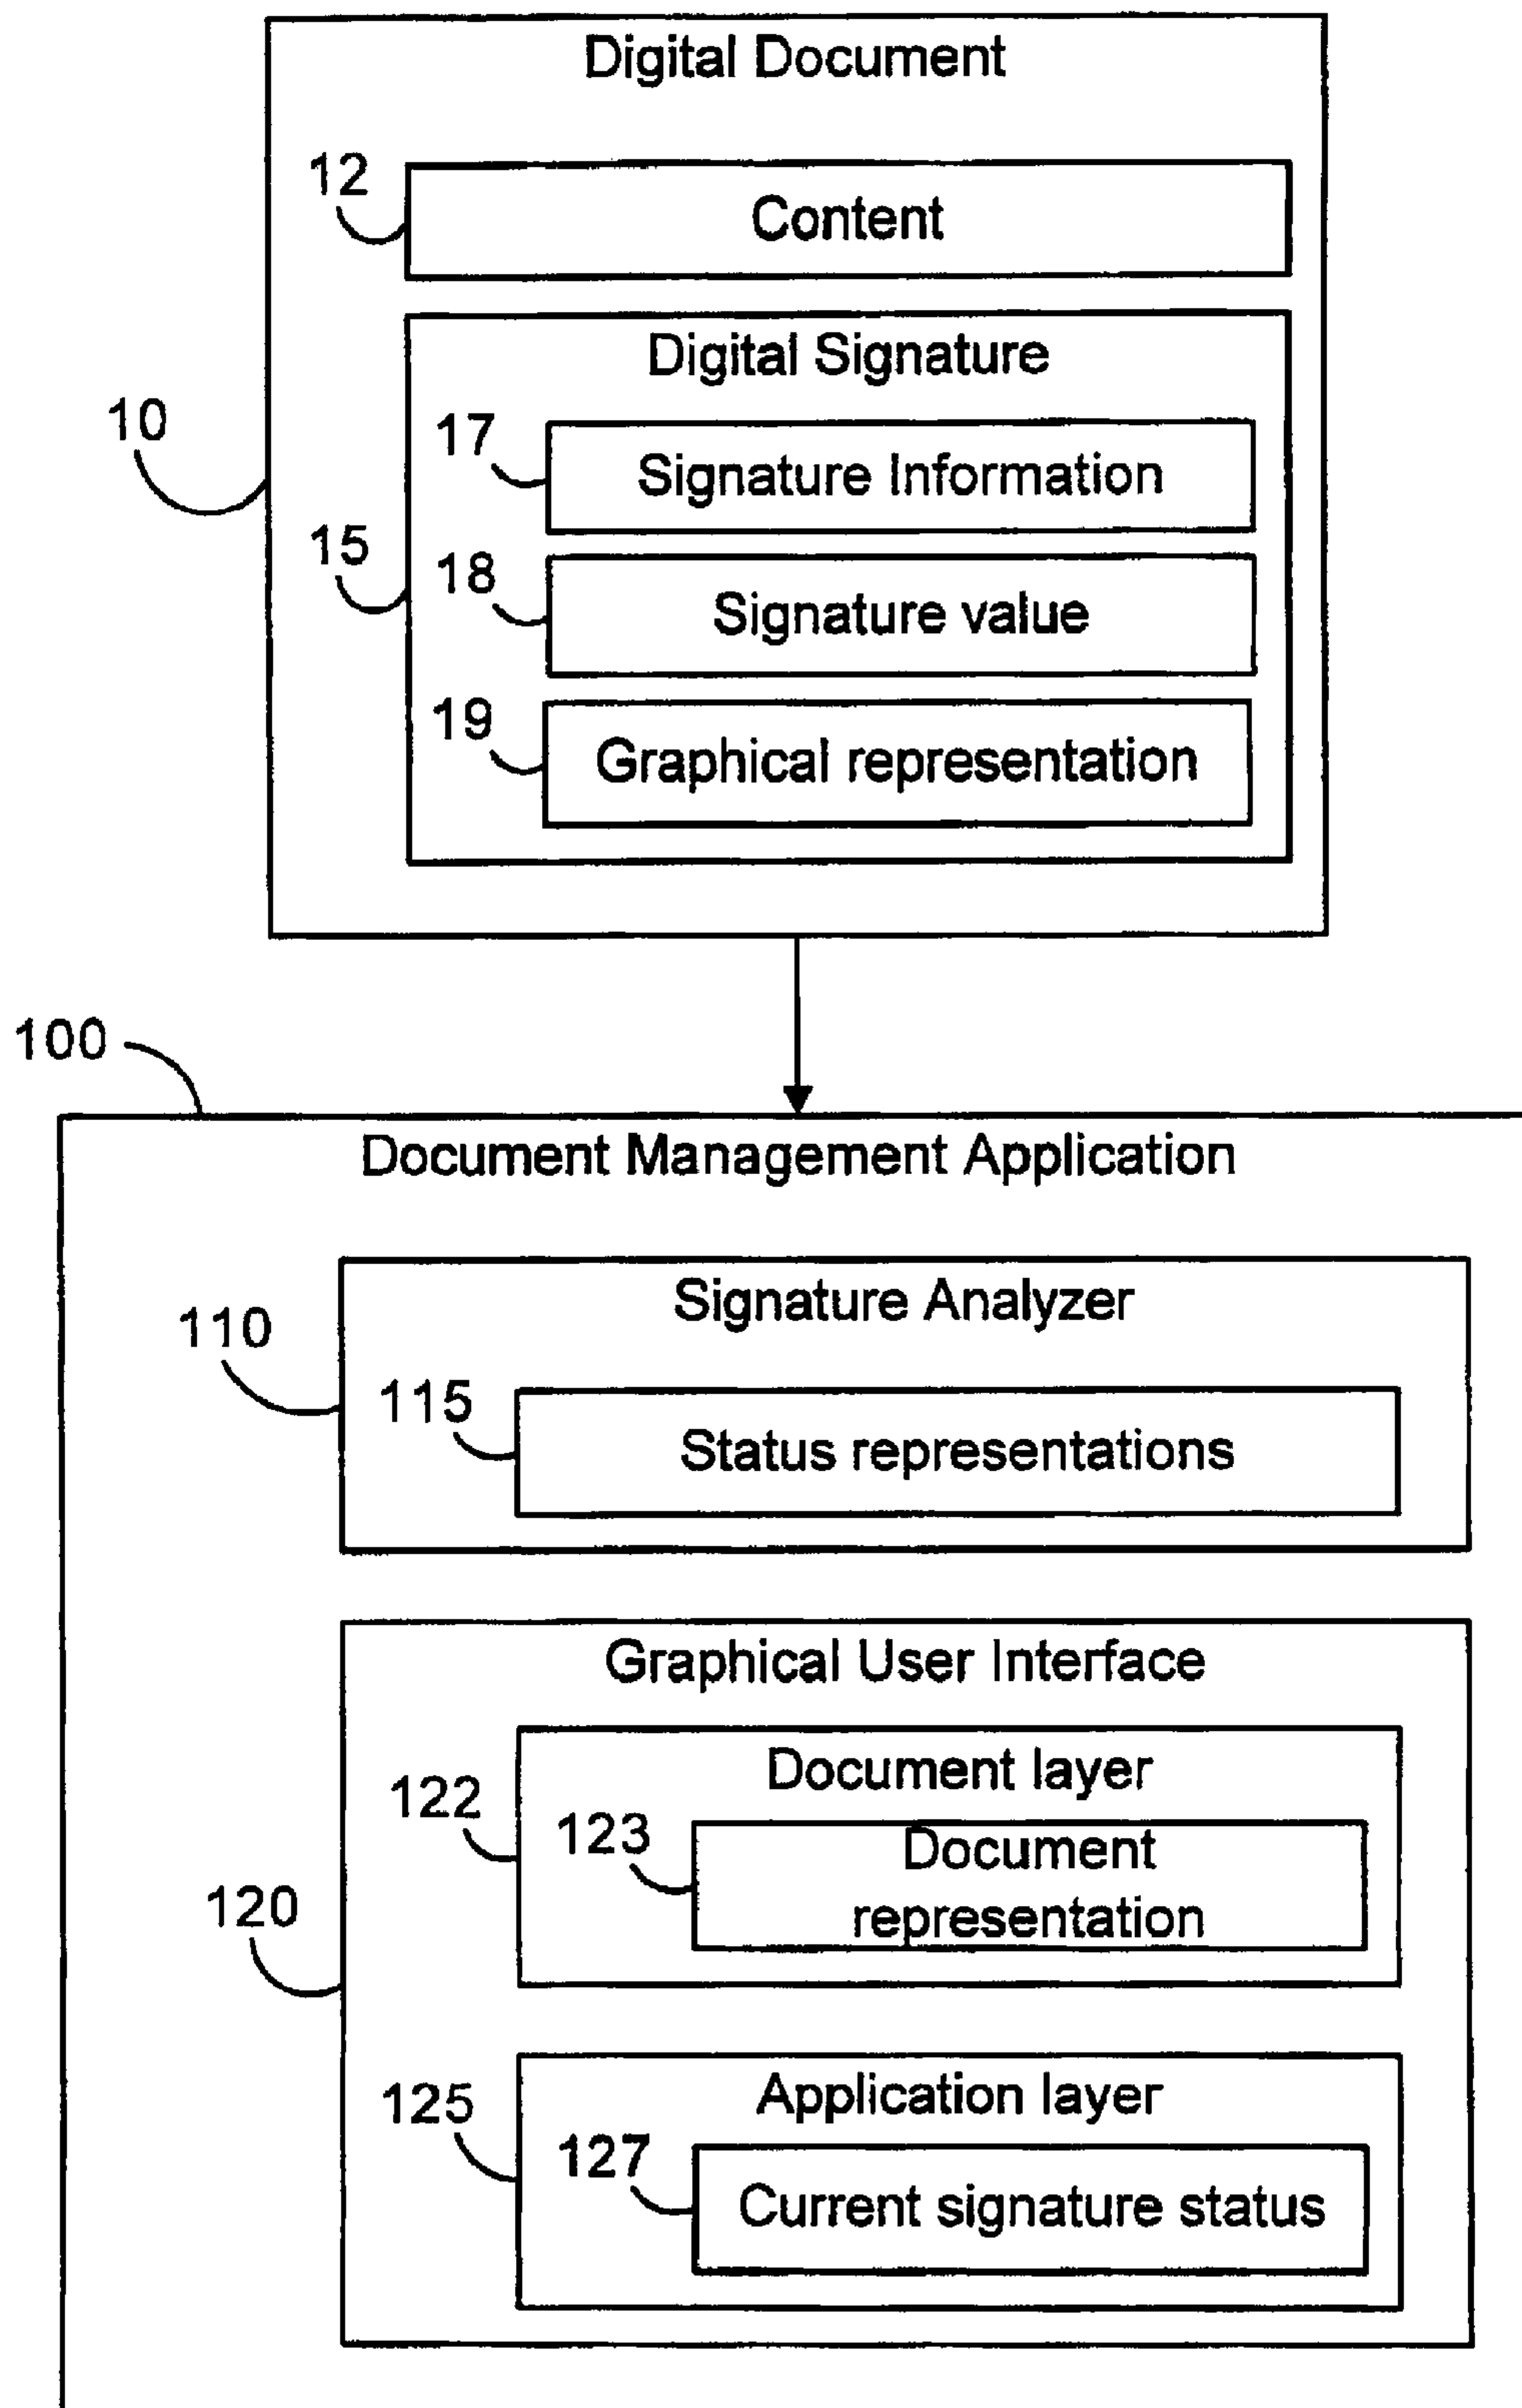 Digital Document
12
Content
Digital Signature
10
17
Signature Information
15
18
Signature value
19
Graphical representation
100
Document Management Application
Signature Analyzer
110
115
Status representations
Graphical User Interface
Document layer
122
123
Document
representation
120
Application layer
125
127
Current signature status